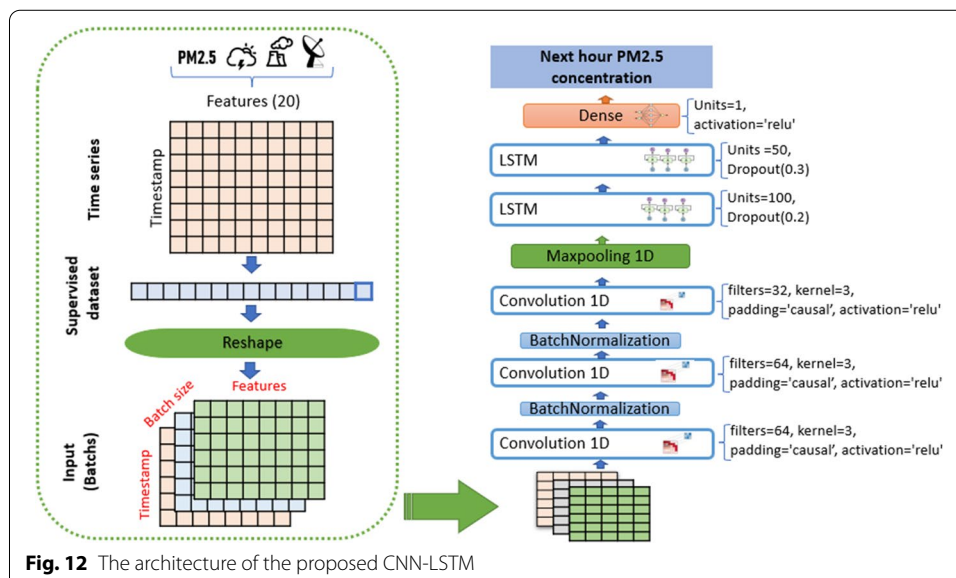 PM2.5
Features (20)
Time series
Timestamp
Supervised
dataset
Reshape
Features
Batch size
Timestamp
Input
(Batchs)
Next hour PM2.5
concentration
Dense
Units=1,
activation='relu'
LSTM
Units =50,
Dropout(0.3)
LSTM
Units=100,
Dropout(0.2)
Maxpooling 1D
Convolution 1D
filters=32, kernel=3,
padding='causal’, activation='relu'
BatchNormalization
Convolution 1D
filters=64, kernel=3,
padding='causal’, activation='relu'
BatchNormalization
Convolution 1D
filters=64, kernel=3,
padding='causal’, activation='relu'
Fig. 12 The architecture of the proposed CNN-LSTM